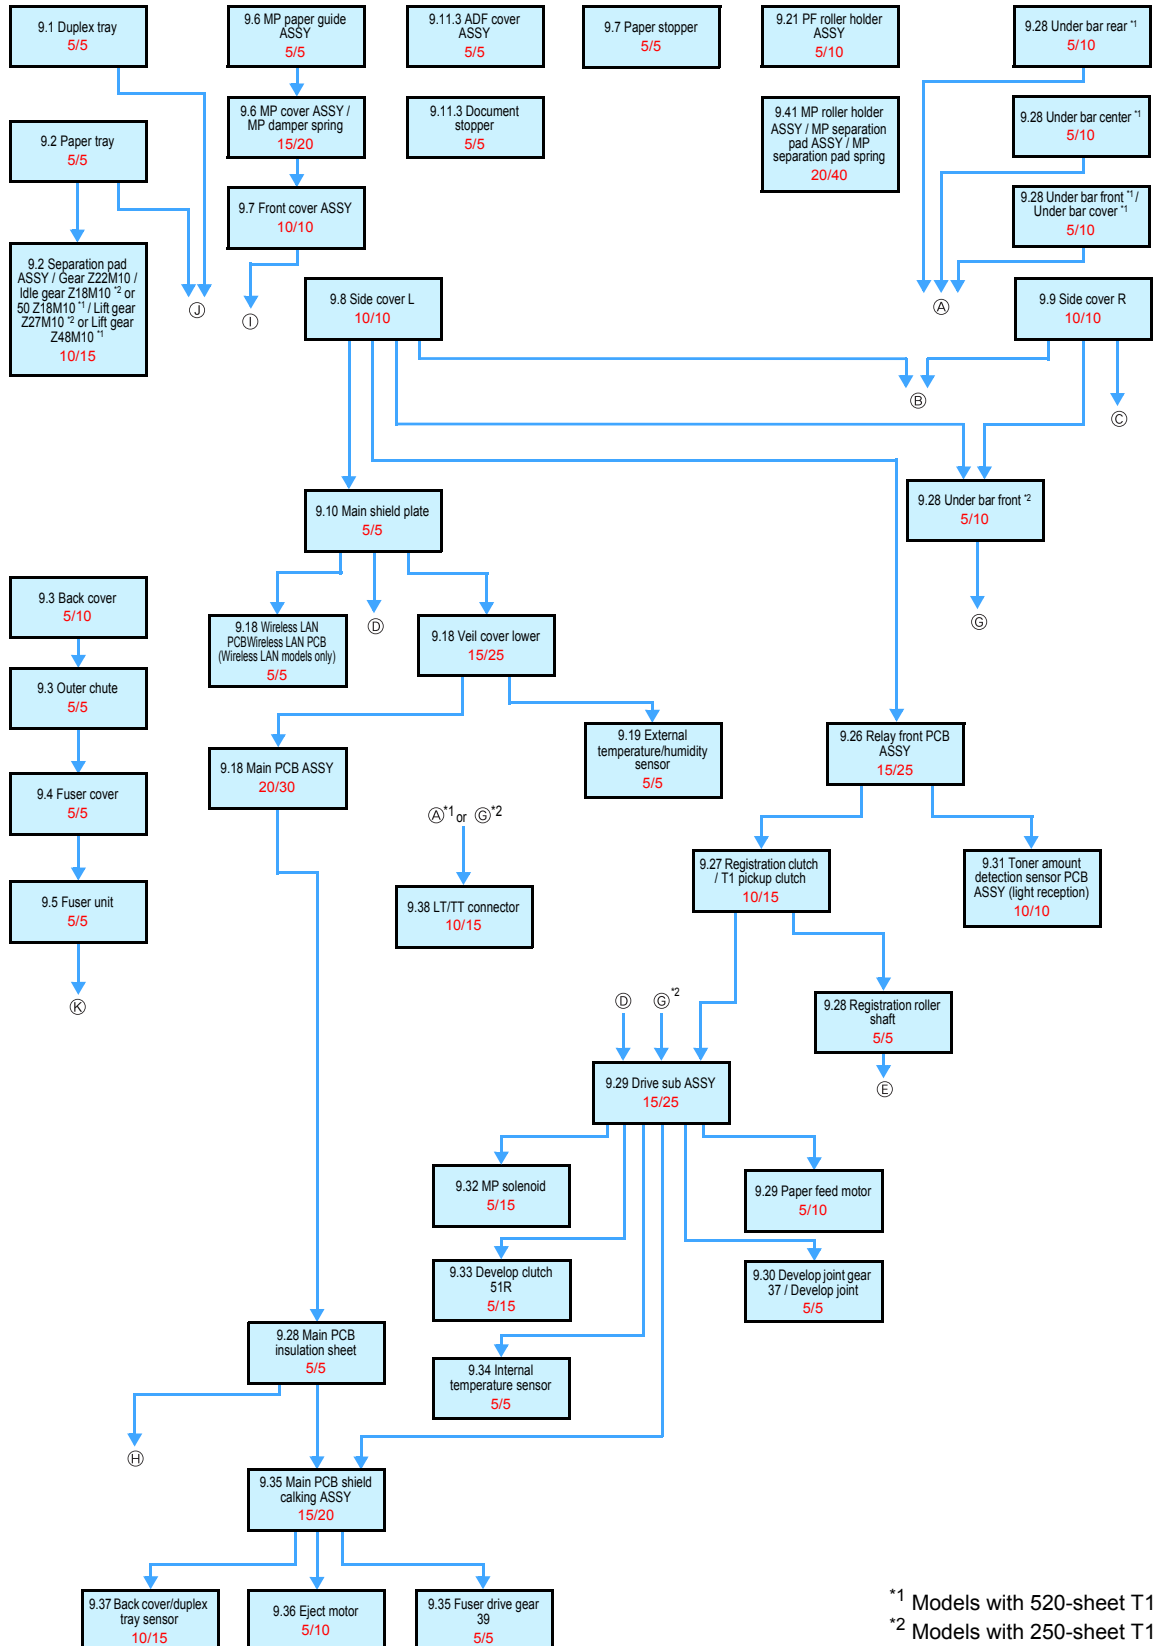 9.1 Duplex tray
5/5
9.6 MP paper guide
ASSY
5/5
9.11.3 ADF cover
ASSY
5/5
9.7 Paper stopper
5/5
9.21 PF roller holder
ASSY
5/10
9.28 Under bar rear *1
5/10
9.2 Paper tray
5/5
9.6 MP cover ASSY /
MP damper spring
15/20
9.11.3 Document
stopper
5/5
9.41 MP roller holder
ASSY / MP separation
pad ASSY / MP
separation pad spring
20/40
9.28 Under bar center *1
5/10
9.7 Front cover ASSY
10/10
9.28 Under bar front *1 /
Under bar cover *1
5/10
9.2 Separation pad
ASSY / Gear Z22M10 /
Idle gear Z18M10 *2 or
50 Z18M10 *1 / Lift gear
Z27M10 *2 or Lift gear
Z48M10 *1
10/15
J
I
9.8 Side cover L
10/10
A
9.9 Side cover R
10/10
B
C
9.10 Main shield plate
5/5
9.28 Under bar front *2
5/10
9.3 Back cover
5/10
9.18 Wireless LAN
PCBWireless LAN PCB
(Wireless LAN models only)
5/5
D
9.18 Veil cover lower
15/25
G
9.3 Outer chute
5/5
9.18 Main PCB ASSY
20/30
9.19 External
temperature/humidity
sensor
5/5
9.26 Relay front PCB
ASSY
15/25
9.4 Fuser cover
5/5
A*1 or G*2
9.27 Registration clutch
/ T1 pickup clutch
10/15
9.31 Toner amount
detection sensor PCB
ASSY (light reception)
10/10
9.5 Fuser unit
5/5
9.38 LT/TT connector
10/15
K
D
G*2
9.28 Registration roller
shaft
5/5
E
9.29 Drive sub ASSY
15/25
9.32 MP solenoid
5/15
9.29 Paper feed motor
5/10
9.33 Develop clutch
51R
5/15
9.30 Develop joint gear
37 / Develop joint
5/5
9.28 Main PCB
insulation sheet
5/5
9.34 Internal
temperature sensor
5/5
H
9.35 Main PCB shield
calking ASSY
15/20
9.37 Back cover/duplex
tray sensor
10/15
9.36 Eject motor
5/10
9.35 Fuser drive gear
39
5/5
*1 Models with 520-sheet T1
*2 Models with 250-sheet T1